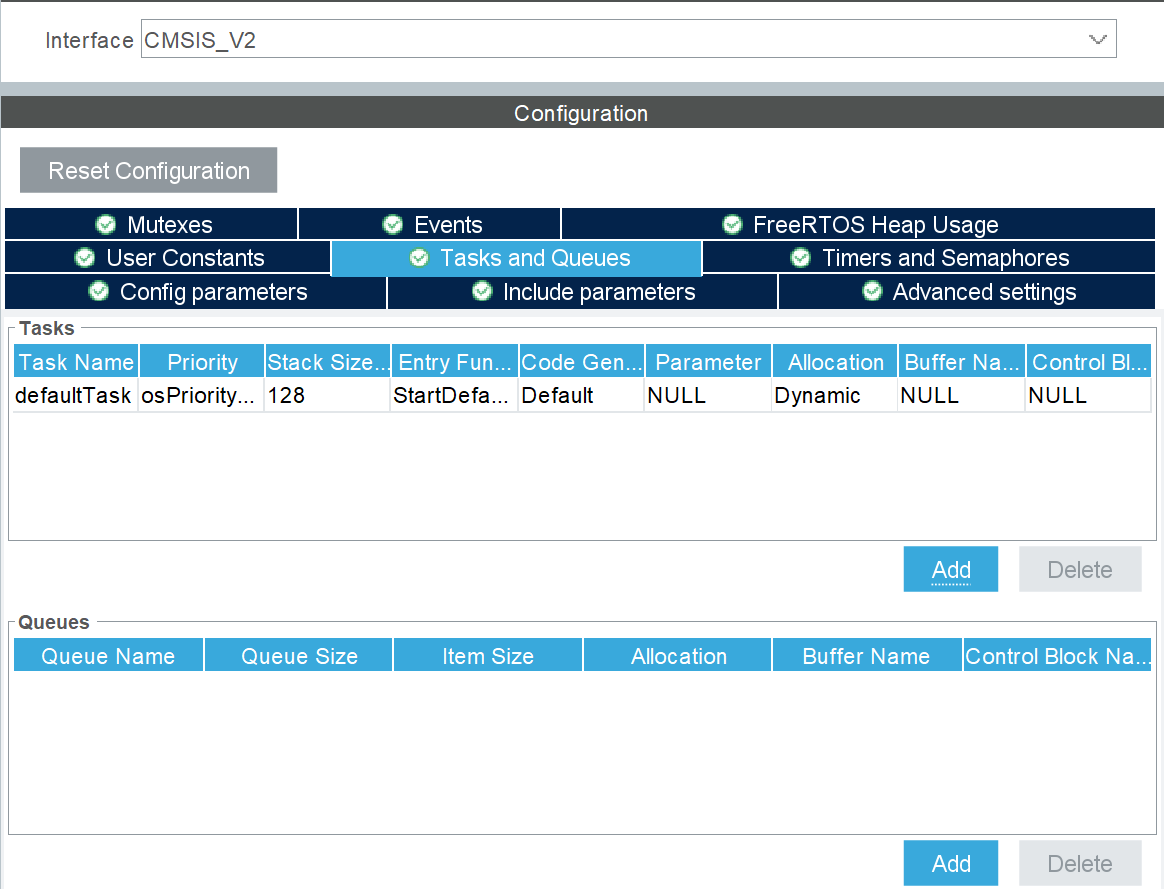 Interface CMSIS_V2
Configuration
Reset Configuration
Mutexes Events FreeRTOS Heap Usage
User Constants Tasks and Queues Timers and Semaphores
Config parameters Include parameters Advanced settings
Tasks
Task Name Priority Stack Size... Entry Fun... Code Gen... Parameter Allocation Buffer Na... Control Bl...
defaultTask osPriority... 128 StartDefa... Default NULL Dynamic NULL NULL
Add Delete
Queues
Queue Name Queue Size Item Size Allocation Buffer Name Control Block Na...
Add Delete